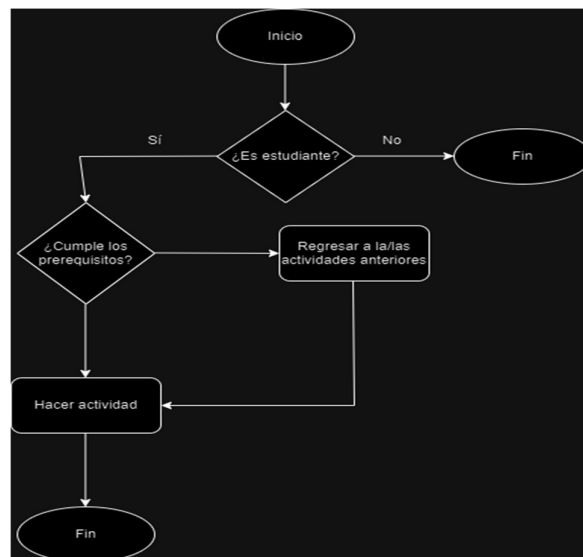 Inicio
Sí
¿Es estudiante?
No
Fin
¿Cumple los
prerequisitos?
Regresar a la/las
actividades anteriores
Hacer actividad
Fin